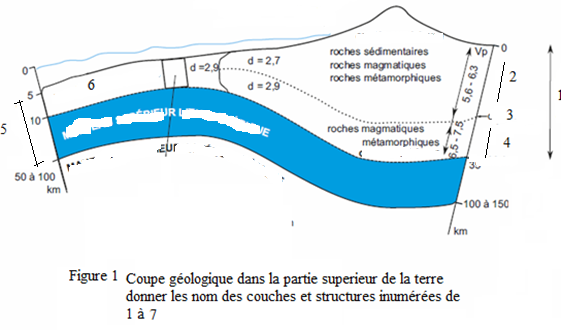 roches sédimentaires
roches magmatiques
roches métamorphiques
Vp
0
0
d =2,9
d = 2,7
d = 2,9
5,6 - 6,3
2
1
6
5
10
5
3
4
roches magmatiques
métamorphiques
6,5 - 7,5
50 à 100
km
100 à 150
km
Figure 1 Coupe géologique dans la partie superieur de la terre
donner les nom des couches et structures inumérées de
1 à 7